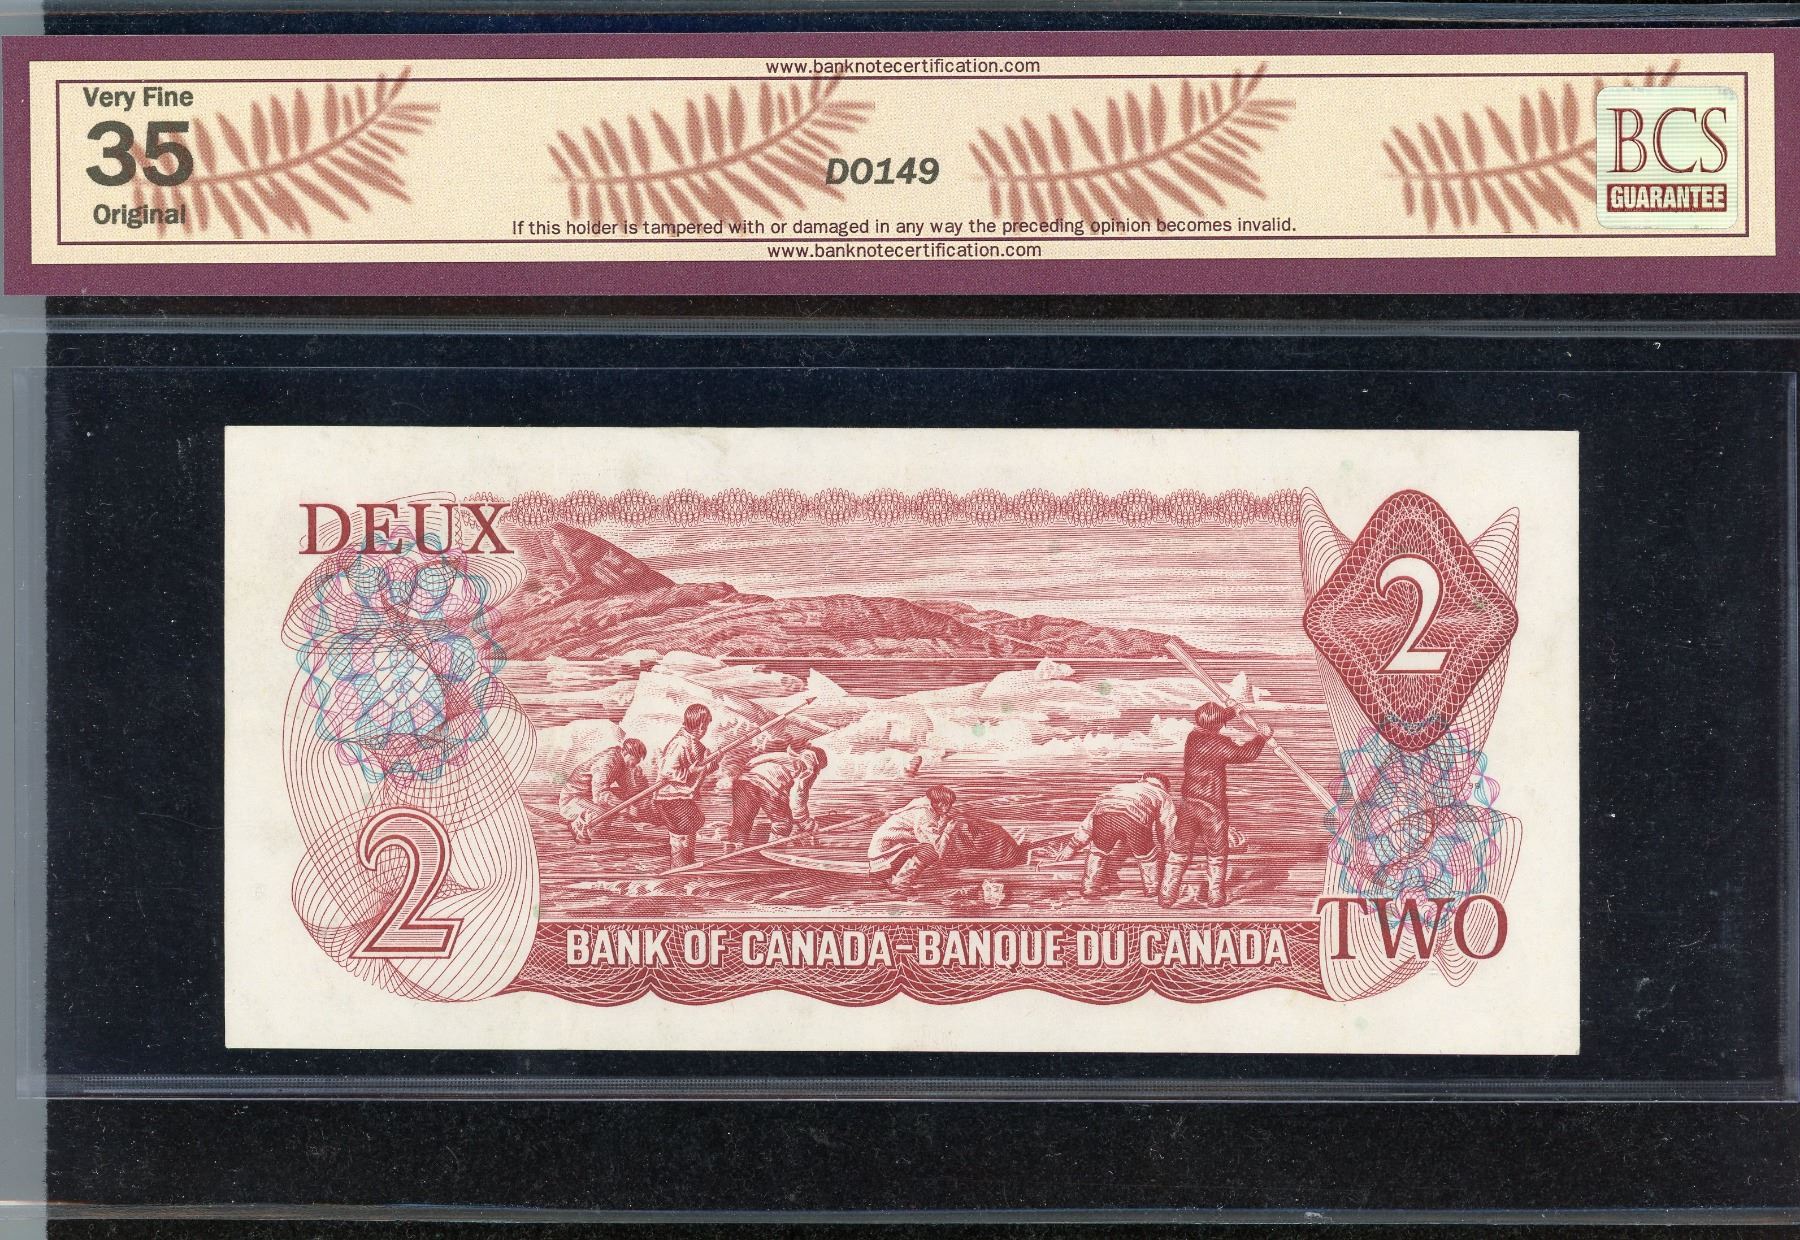 www.banknotecertification.com
Very Fine
35
Original
DO149
BCS
GUARANTEE
If this holder is tampered with or damaged in any way the preceding opinion becomes invalid.
www.banknotecertification.com
DEUX
2
2
TWO
BANK OF CANADA-BANQUE DU CANADA